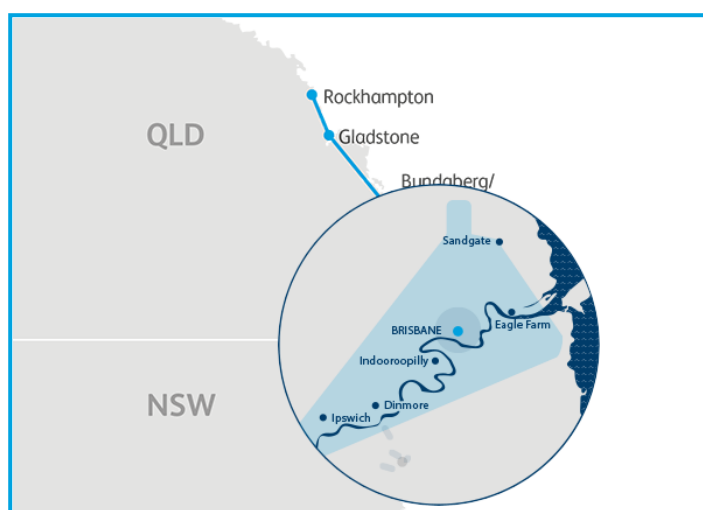 Rockhampton
QLD
Gladstone
Bundaberg/
Sandgate
Eagle Farm
BRISBANE
Indooroopilly
NSW
Dinmore
Ipswich